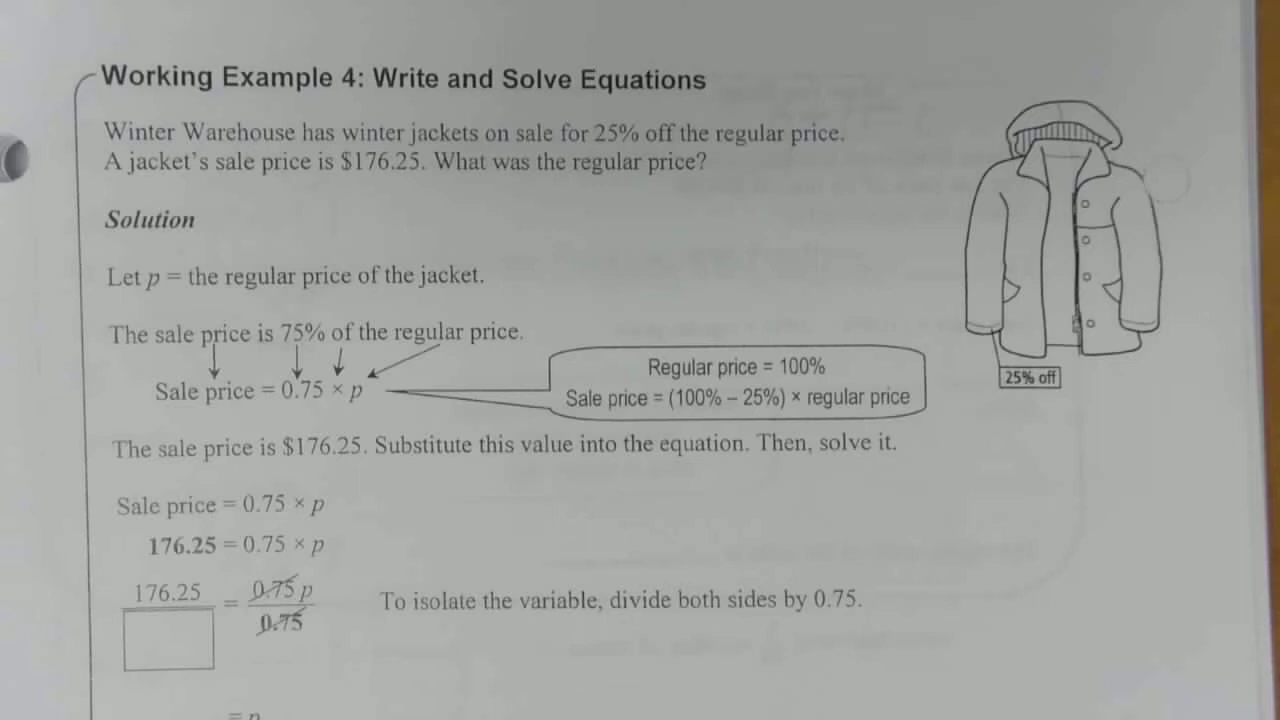 Working Example 4: Write and Solve Equations
Winter Warehouse has winter jackets on sale for 25% off the regular price.
A jacket's sale price is $176.25. What was the regular price?
Solution
Let p = the regular price of the jacket.
The sale price is 75% of the regular price.
Sale price = 0.75 × p
Regular price = 100%
Sale price = (100% – 25%) × regular price
25% off
The sale price is $176.25. Substitute this value into the equation. Then, solve it.
Sale price = 0.75 × p
176.25 = 0.75 × p
176.25 = 0.75 p
0.75
To isolate the variable, divide both sides by 0.75.
= p